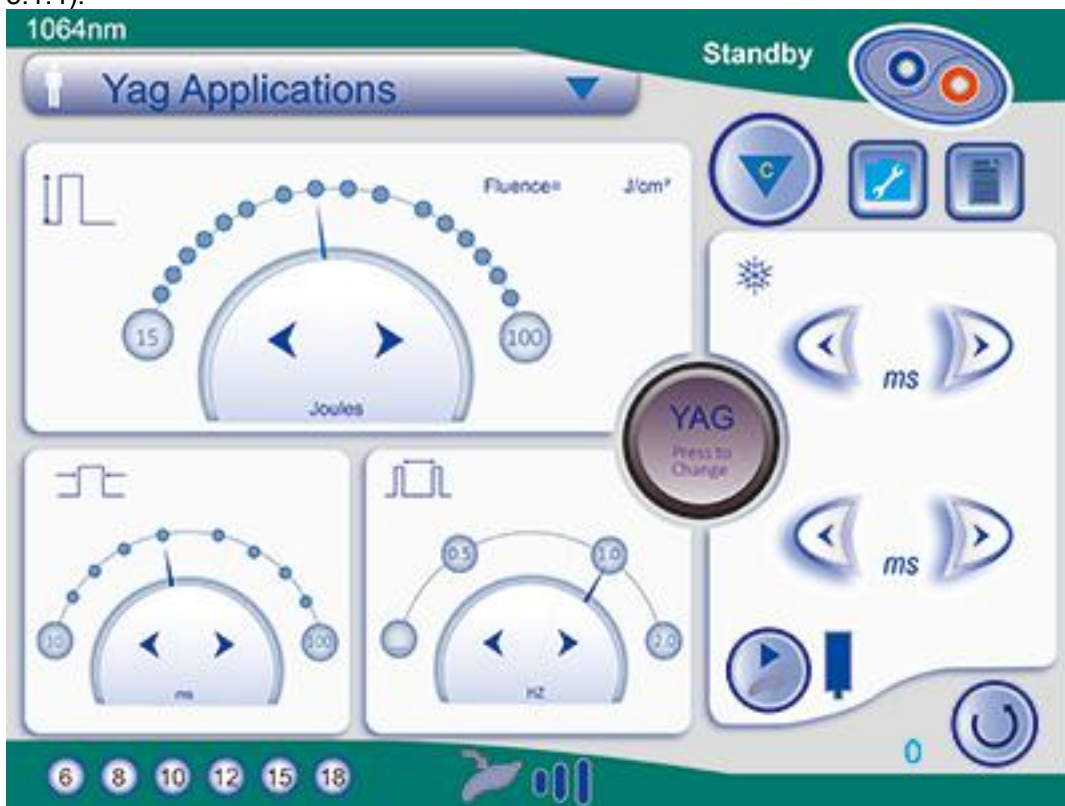 1064nm
Standby
Yag Applications
C
Fluence= J/cm²
15
100
Joules
YAG
Press to
Change
ms
ms
10
100
ms
0.5
1.0
2.0
HZ
0
6 8 10 12 15 18